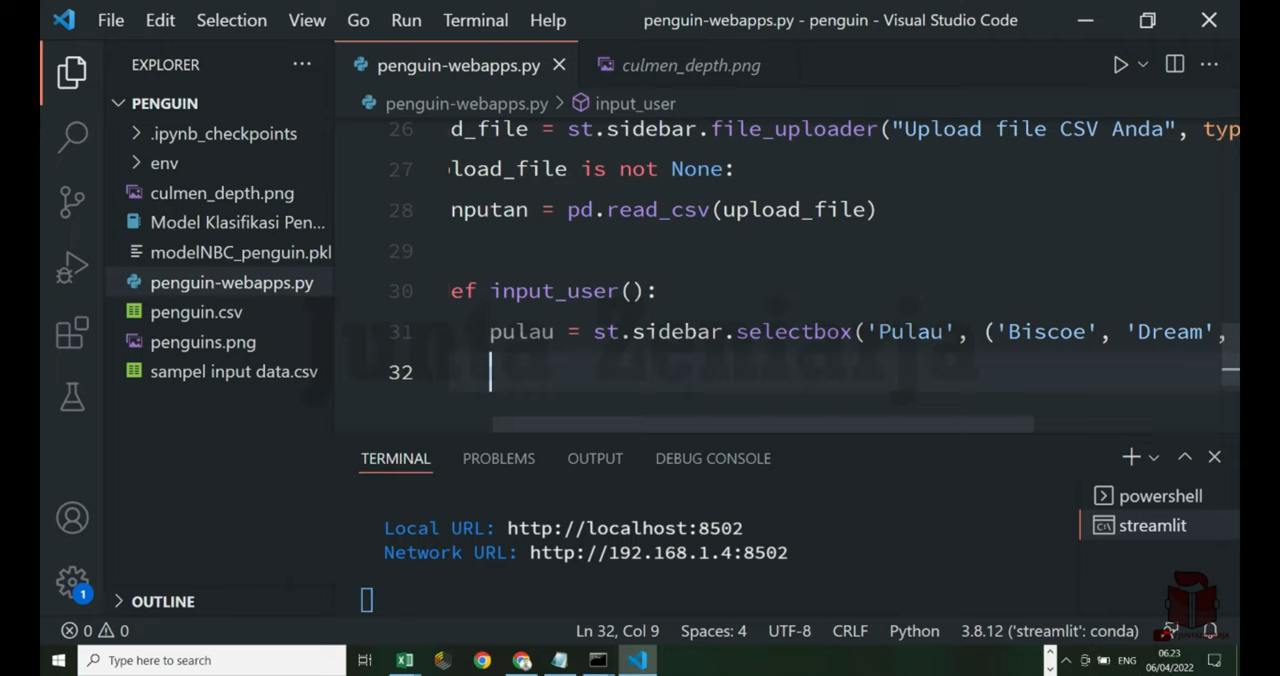 File Edit Selection View Go Run Terminal Help penguin-webapps.py - penguin - Visual Studio Code
EXPLORER
PENGUIN
.ipynb_checkpoints
env
culmen_depth.png
Model Klasifikasi Pen...
modelNBC_penguin.pkl
penguin-webapps.py
penguin.csv
penguins.png
sampel input data.csv
OUTLINE
penguin-webapps.py culmen_depth.png
penguin-webapps.py > input_user
26 d_file = st.sidebar.file_uploader("Upload file CSV Anda", typ
27 load_file is not None:
28 nputan = pd.read_csv(upload_file)
29
30 ef input_user():
31 pulau = st.sidebar.selectbox('Pulau', ('Biscoe', 'Dream',
32
Junta Zeniarja
TERMINAL PROBLEMS OUTPUT DEBUG CONSOLE
Local URL: http://localhost:8502
Network URL: http://192.168.1.4:8502
powershell
streamlit
1
0 0 Ln 32, Col 9 Spaces: 4 UTF-8 CRLF Python 3.8.12 ('streamlit': conda)
Type here to search ENG 06.23
06/04/2022